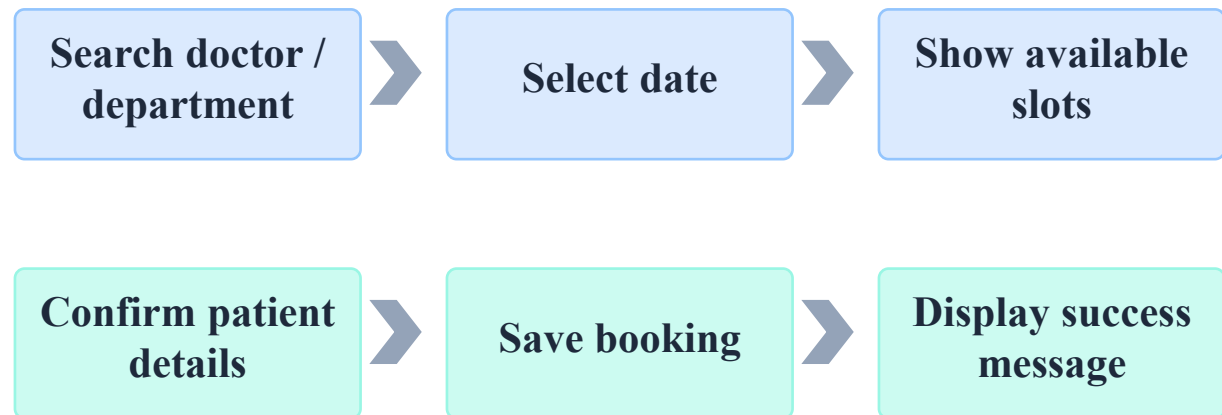 Search doctor /
department
Select date
Show available
slots
Confirm patient
details
Save booking
Display success
message